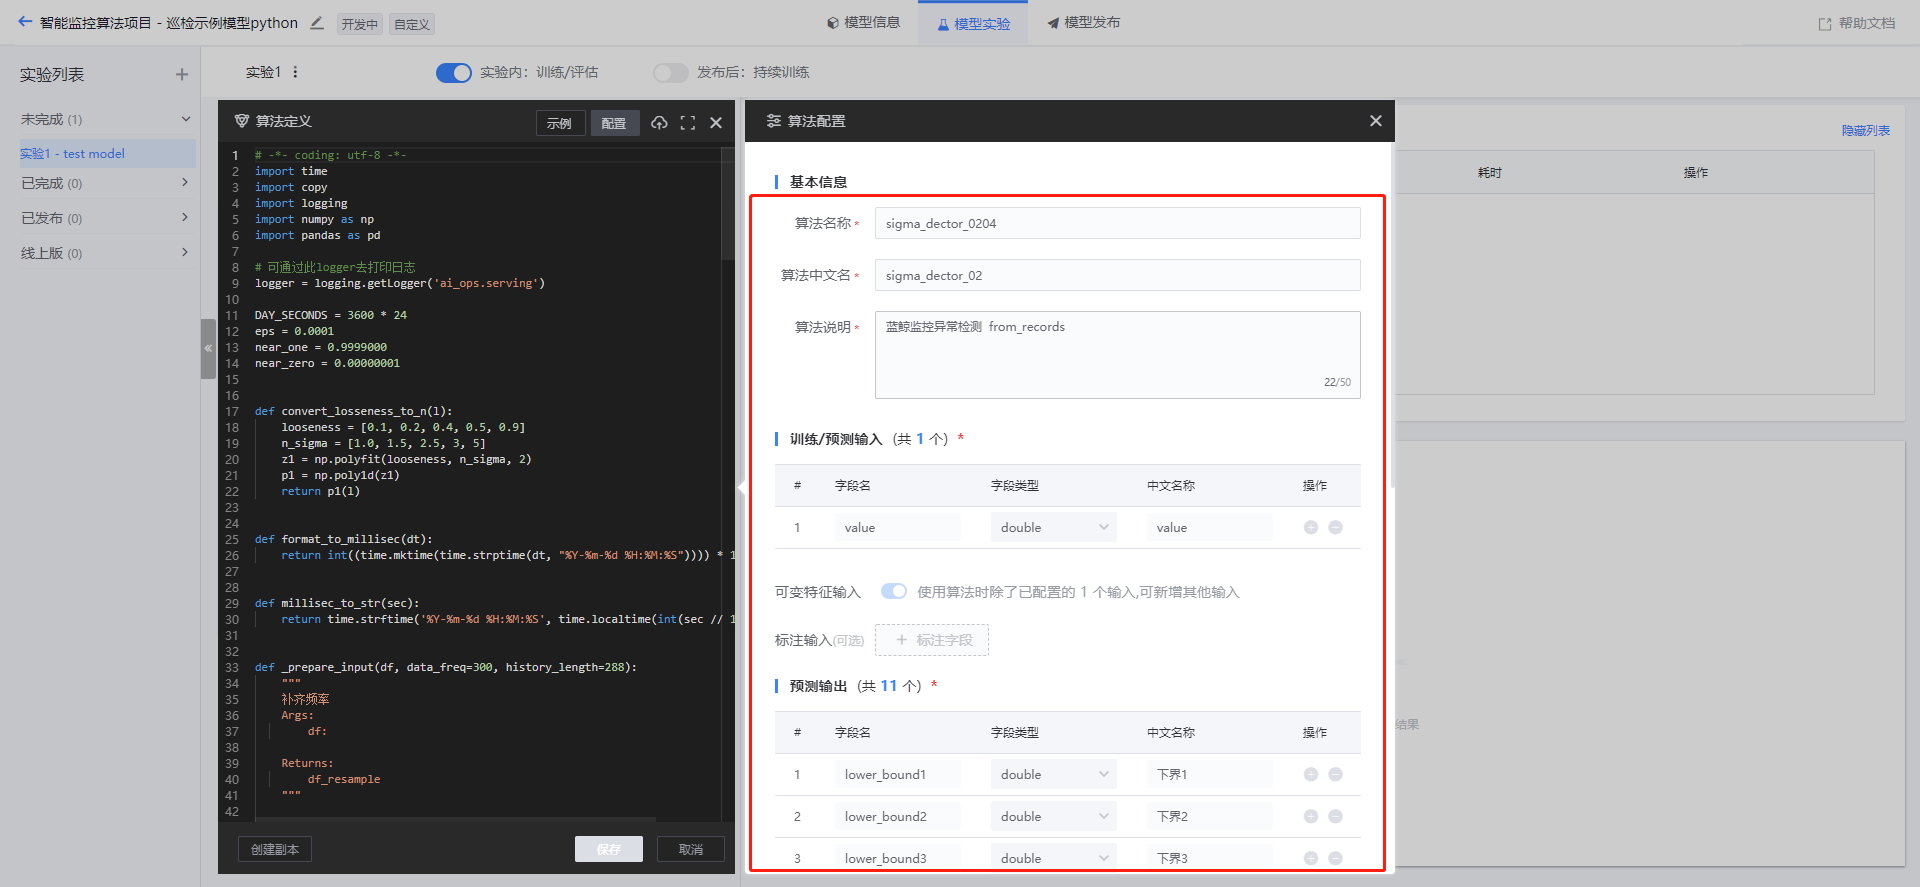 智能监控算法项目 - 巡检示例模型python 开发中 自定义 模型信息 模型实验 模型发布 帮助文档
实验列表
未完成 (1)
实验1 - test model
已完成 (0)
已发布 (0)
线上版 (0)
实验1 实验内：训练/评估 发布后：持续训练
算法定义 示例 配置
1 # -*- coding: utf-8 -*-
2 import time
3 import copy
4 import logging
5 import numpy as np
6 import pandas as pd
7
8 # 可通过此logger去打印日志
9 logger = logging.getLogger('ai_ops.serving')
10
11 DAY_SECONDS = 3600 * 24
12 eps = 0.0001
13 near_one = 0.9999000
14 near_zero = 0.00000001
15
16
17 def convert_losseness_to_n(l):
18 looseness = [0.1, 0.2, 0.4, 0.5, 0.9]
19 n_sigma = [1.0, 1.5, 2.5, 3, 5]
20 z1 = np.polyfit(looseness, n_sigma, 2)
21 p1 = np.poly1d(z1)
22 return p1(l)
23
24
25 def format_to_millisec(dt):
26 return int((time.mktime(time.strptime(dt, "%Y-%m-%d %H:%M:%S")))) * 1
27
28
29 def millisec_to_str(sec):
30 return time.strftime('%Y-%m-%d %H:%M:%S', time.localtime(int(sec // 1
31
32
33 def _prepare_input(df, data_freq=300, history_length=288):
34 """
35 补齐频率
36 Args:
37 df:
38
39 Returns:
40 df_resample
41 """
42
创建副本 保存 取消
算法配置
基本信息
算法名称 * sigma_dector_0204
算法中文名 * sigma_dector_02
算法说明 * 蓝鲸监控异常检测 from_records
22/50
训练/预测输入 (共 1 个) *
# 字段名 字段类型 中文名称 操作
1 value double value
可变特征输入 使用算法时除了已配置的 1 个输入,可新增其他输入
标注输入(可选) + 标注字段
预测输出 (共 11 个) *
# 字段名 字段类型 中文名称 操作
1 lower_bound1 double 下界1
2 lower_bound2 double 下界2
3 lower_bound3 double 下界3
隐藏列表
耗时 操作
结果